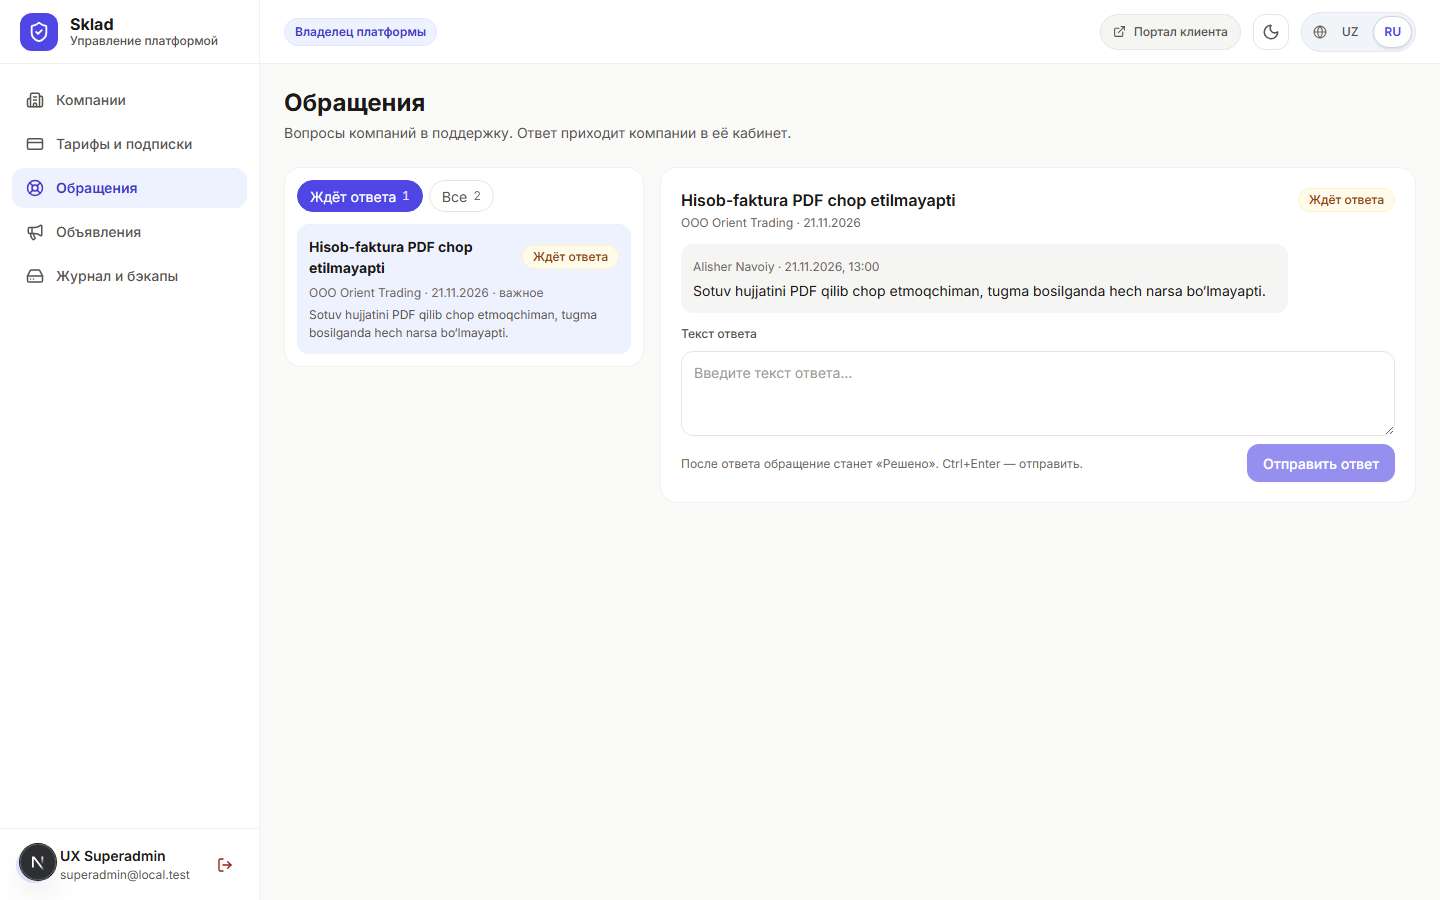 Sklad
Управление платформой
Владелец платформы
Портал клиента
UZ
RU
Компании
Тарифы и подписки
Обращения
Объявления
Журнал и бэкапы
Обращения
Вопросы компаний в поддержку. Ответ приходит компании в её кабинет.
Ждёт ответа 1
Все 2
Hisob-faktura PDF chop
etilmayapti
Ждёт ответа
ООО Orient Trading · 21.11.2026 · важное
Sotuv hujjatini PDF qilib chop etmoqchiman, tugma
bosilganda hech narsa bo‘lmayapti.
Hisob-faktura PDF chop etilmayapti
Ждёт ответа
ООО Orient Trading · 21.11.2026
Alisher Navoiy · 21.11.2026, 13:00
Sotuv hujjatini PDF qilib chop etmoqchiman, tugma bosilganda hech narsa bo‘lmayapti.
Текст ответа
Введите текст ответа...
После ответа обращение станет «Решено». Ctrl+Enter — отправить.
Отправить ответ
N
UX Superadmin
superadmin@local.test